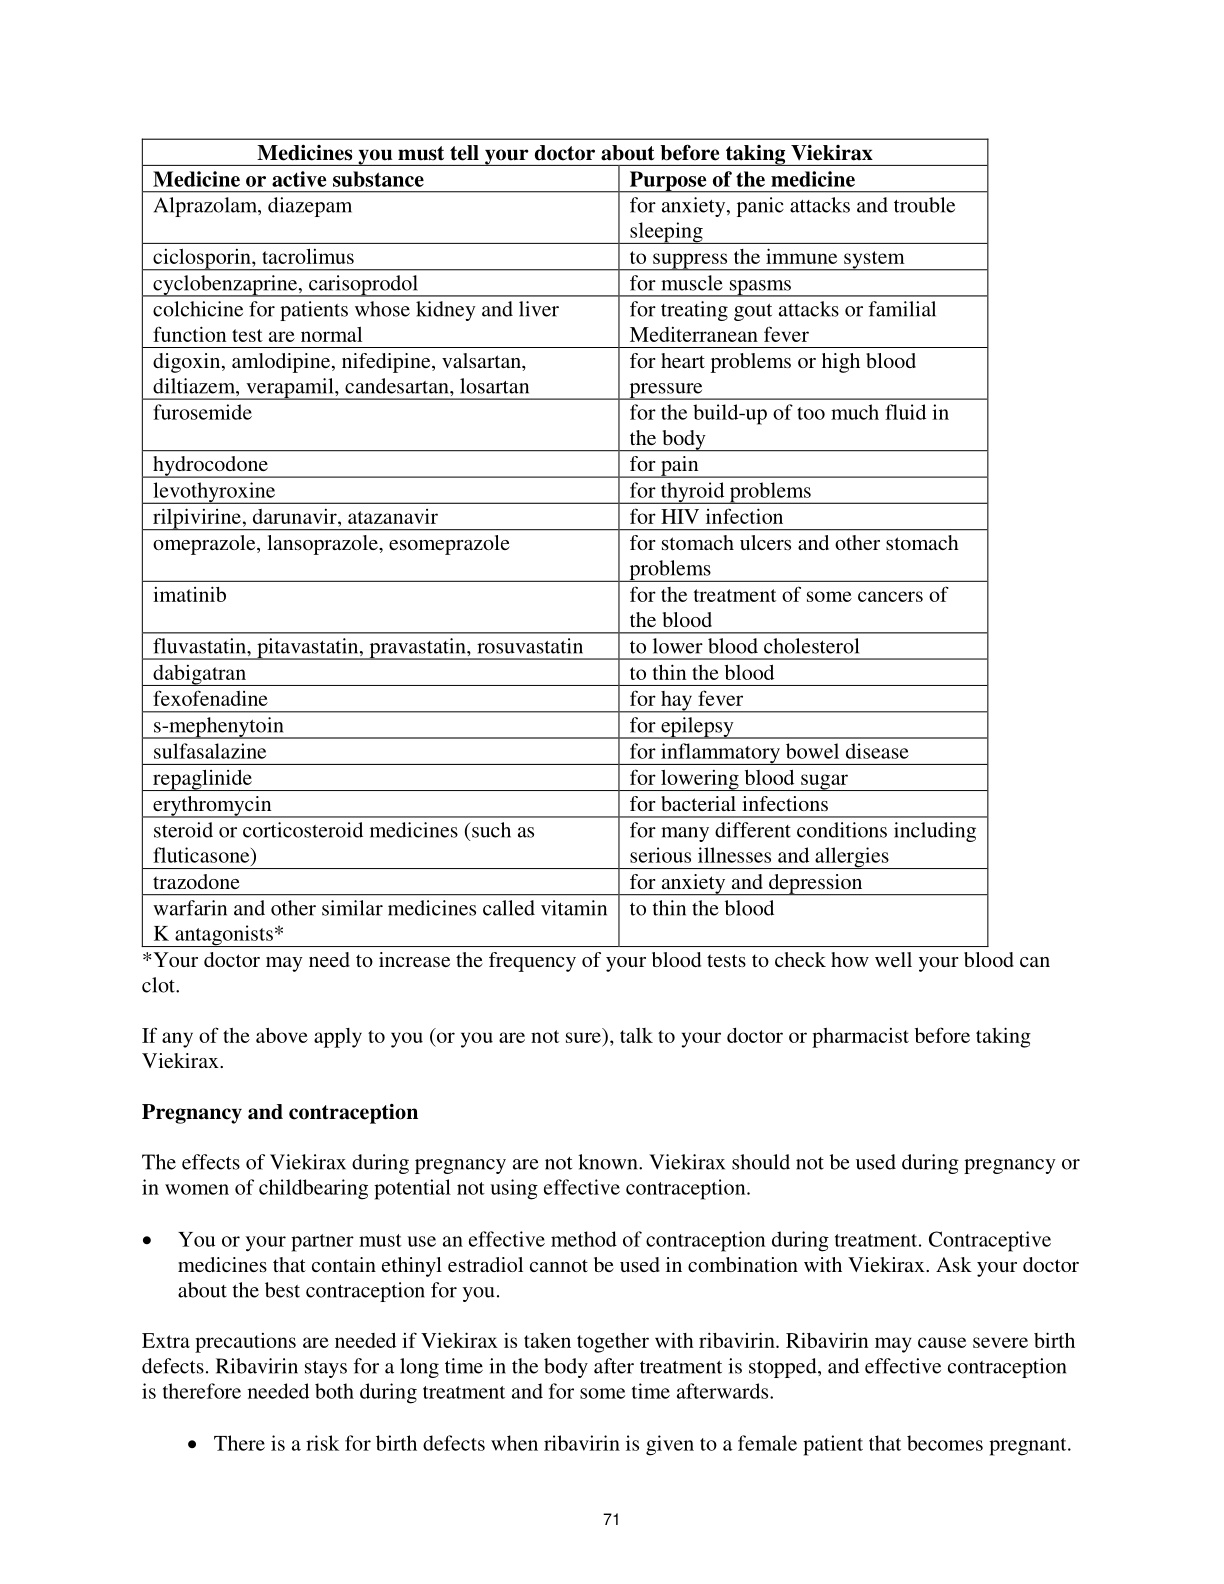 Medicines you must tell your doctor about before taking Viekirax
Medicine or active substance
Purpose of the medicine
Alprazolam, diazepam
for anxiety, panic attacks and trouble
sleeping
ciclosporin, tacrolimus
to suppress the immune system
cyclobenzaprine, carisoprodol
for muscle spasms
colchicine for patients whose kidney and liver
function test are normal
for treating gout attacks or familial
Mediterranean fever
digoxin, amlodipine, nifedipine, valsartan,
diltiazem, verapamil, candesartan, losartan
for heart problems or high blood
pressure
furosemide
for the build-up of too much fluid in
the body
hydrocodone
for pain
levothyroxine
for thyroid problems
rilpivirine, darunavir, atazanavir
for HIV infection
omeprazole, lansoprazole, esomeprazole
for stomach ulcers and other stomach
problems
imatinib
for the treatment of some cancers of
the blood
fluvastatin, pitavastatin, pravastatin, rosuvastatin
to lower blood cholesterol
dabigatran
to thin the blood
fexofenadine
for hay fever
s-mephenytoin
for epilepsy
sulfasalazine
for inflammatory bowel disease
repaglinide
for lowering blood sugar
erythromycin
for bacterial infections
steroid or corticosteroid medicines (such as
fluticasone)
for many different conditions including
serious illnesses and allergies
trazodone
for anxiety and depression
warfarin and other similar medicines called vitamin
K antagonists*
to thin the blood
*Your doctor may need to increase the frequency of your blood tests to check how well your blood can
clot.
If any of the above apply to you (or you are not sure), talk to your doctor or pharmacist before taking
Viekirax.
Pregnancy and contraception
The effects of Viekirax during pregnancy are not known. Viekirax should not be used during pregnancy or
in women of childbearing potential not using effective contraception.
• You or your partner must use an effective method of contraception during treatment. Contraceptive
medicines that contain ethinyl estradiol cannot be used in combination with Viekirax. Ask your doctor
about the best contraception for you.
Extra precautions are needed if Viekirax is taken together with ribavirin. Ribavirin may cause severe birth
defects. Ribavirin stays for a long time in the body after treatment is stopped, and effective contraception
is therefore needed both during treatment and for some time afterwards.
• There is a risk for birth defects when ribavirin is given to a female patient that becomes pregnant.
71